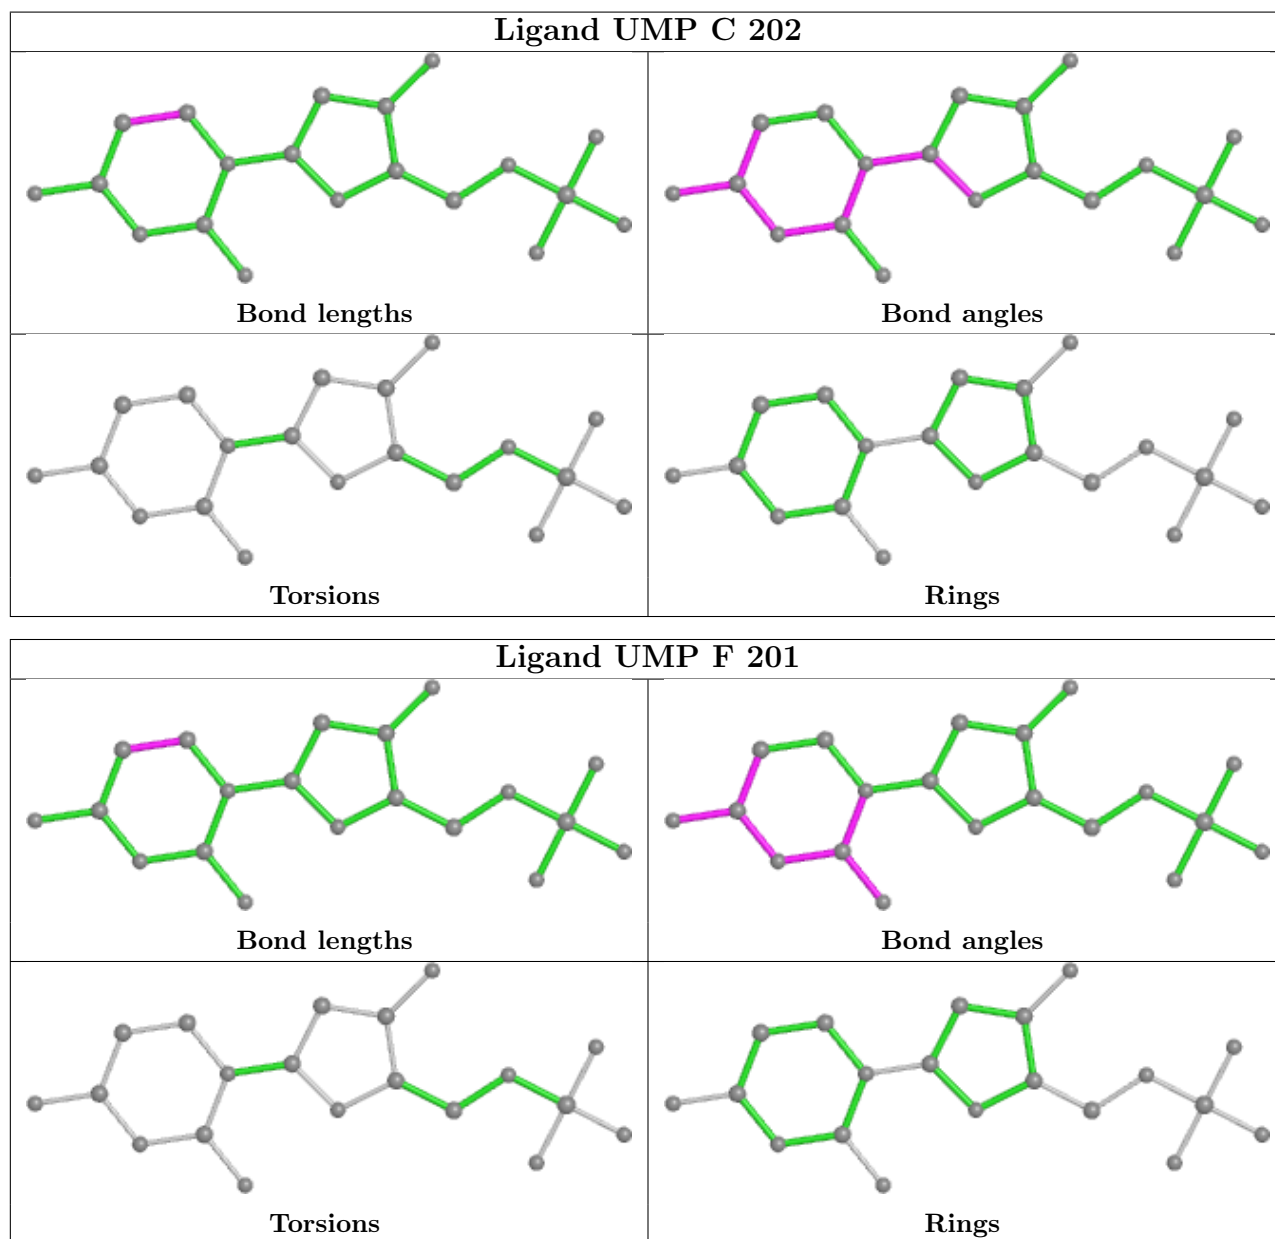 Ligand UMP C 202
Bond lengths
Bond angles
Torsions
Rings
Ligand UMP F 201
Bond lengths
Bond angles
Torsions
Rings